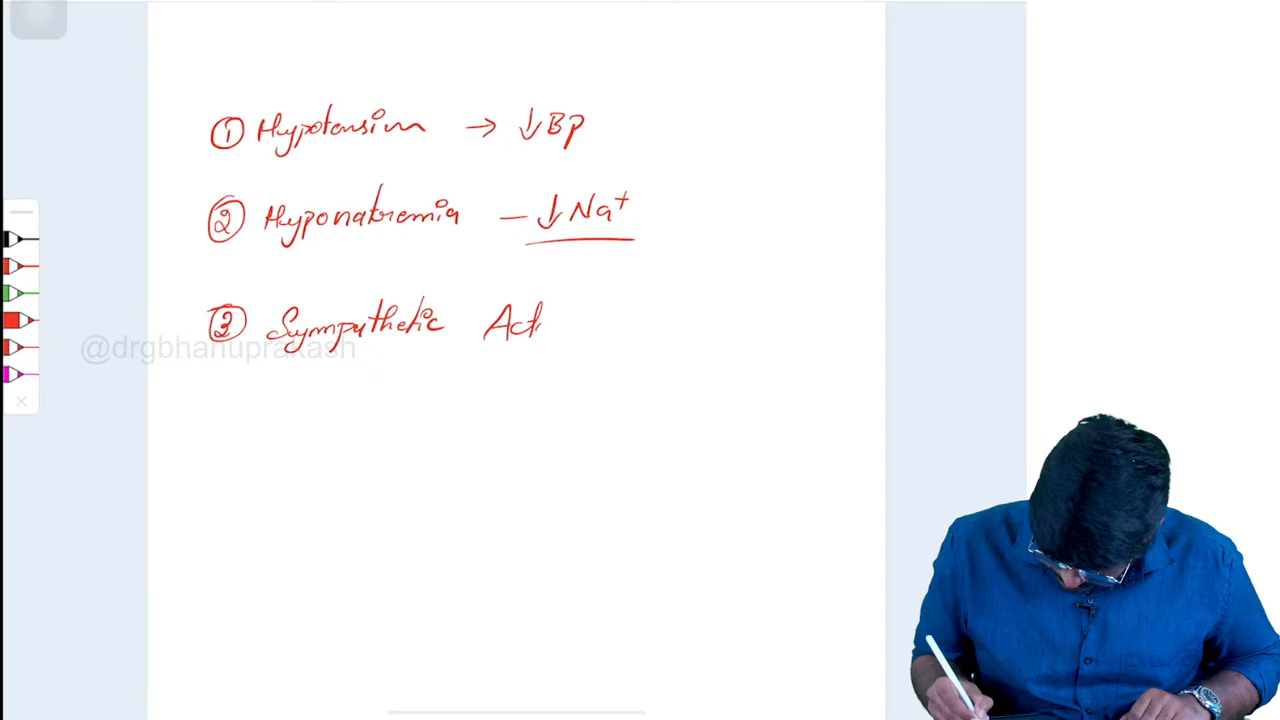 ① Hypotension → ↓ BP
② Hyponatremia – ↓ Na⁺
③ Sympathetic Act
@drgbhanuprakash